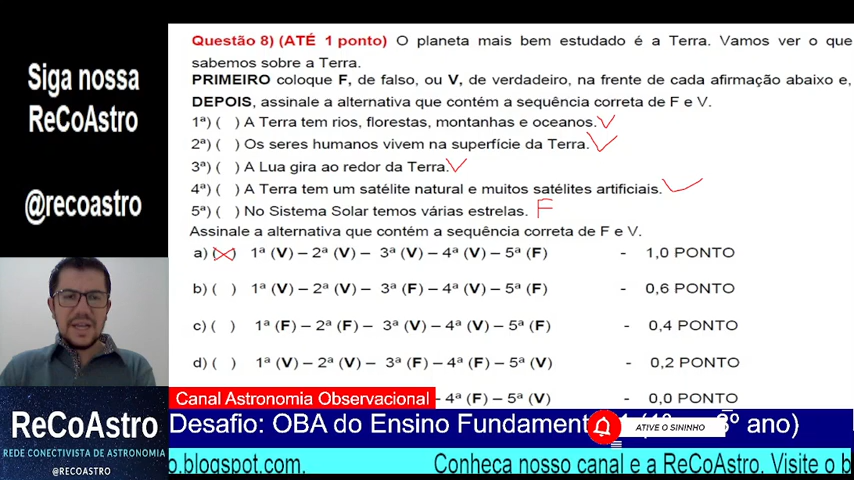 Siga nossa
ReCoAstro
@recoastro
Questão 8) (ATÉ 1 ponto) O planeta mais bem estudado é a Terra. Vamos ver o que
sabemos sobre a Terra.
PRIMEIRO coloque F, de falso, ou V, de verdadeiro, na frente de cada afirmação abaixo e,
DEPOIS, assinale a alternativa que contém a sequência correta de F e V.
1ª) ( ) A Terra tem rios, florestas, montanhas e oceanos. V
2ª) ( ) Os seres humanos vivem na superfície da Terra. V
3ª) ( ) A Lua gira ao redor da Terra. V
4ª) ( ) A Terra tem um satélite natural e muitos satélites artificiais. V
5ª) ( ) No Sistema Solar temos várias estrelas. F
Assinale a alternativa que contém a sequência correta de F e V.
a) (X) 1ª (V) – 2ª (V) – 3ª (V) – 4ª (V) – 5ª (F) - 1,0 PONTO
b) ( ) 1ª (V) – 2ª (V) – 3ª (F) – 4ª (V) – 5ª (F) - 0,6 PONTO
c) ( ) 1ª (F) – 2ª (F) – 3ª (V) – 4ª (V) – 5ª (F) - 0,4 PONTO
d) ( ) 1ª (V) – 2ª (V) – 3ª (F) – 4ª (F) – 5ª (V) - 0,2 PONTO
– 4ª (F) – 5ª (V) - 0,0 PONTO
Canal Astronomia Observacional
ReCoAstro
REDE CONECTIVISTA DE ASTRONOMIA
@RECOASTRO
Desafio: OBA do Ensino Fundament 1 ano)
ATIVE O SININHO
o.blogspot.com. Conheça nosso canal e a ReCoAstro. Visite o b